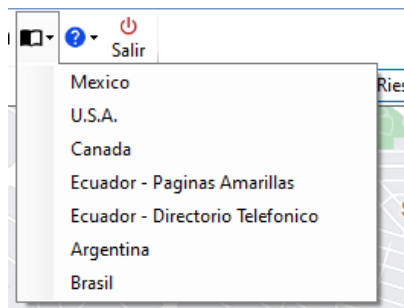 Salir
Mexico
Ries
U.S.A.
Canada
Ecuador - Paginas Amarillas
Ecuador - Directorio Telefonico
Argentina
Brasil